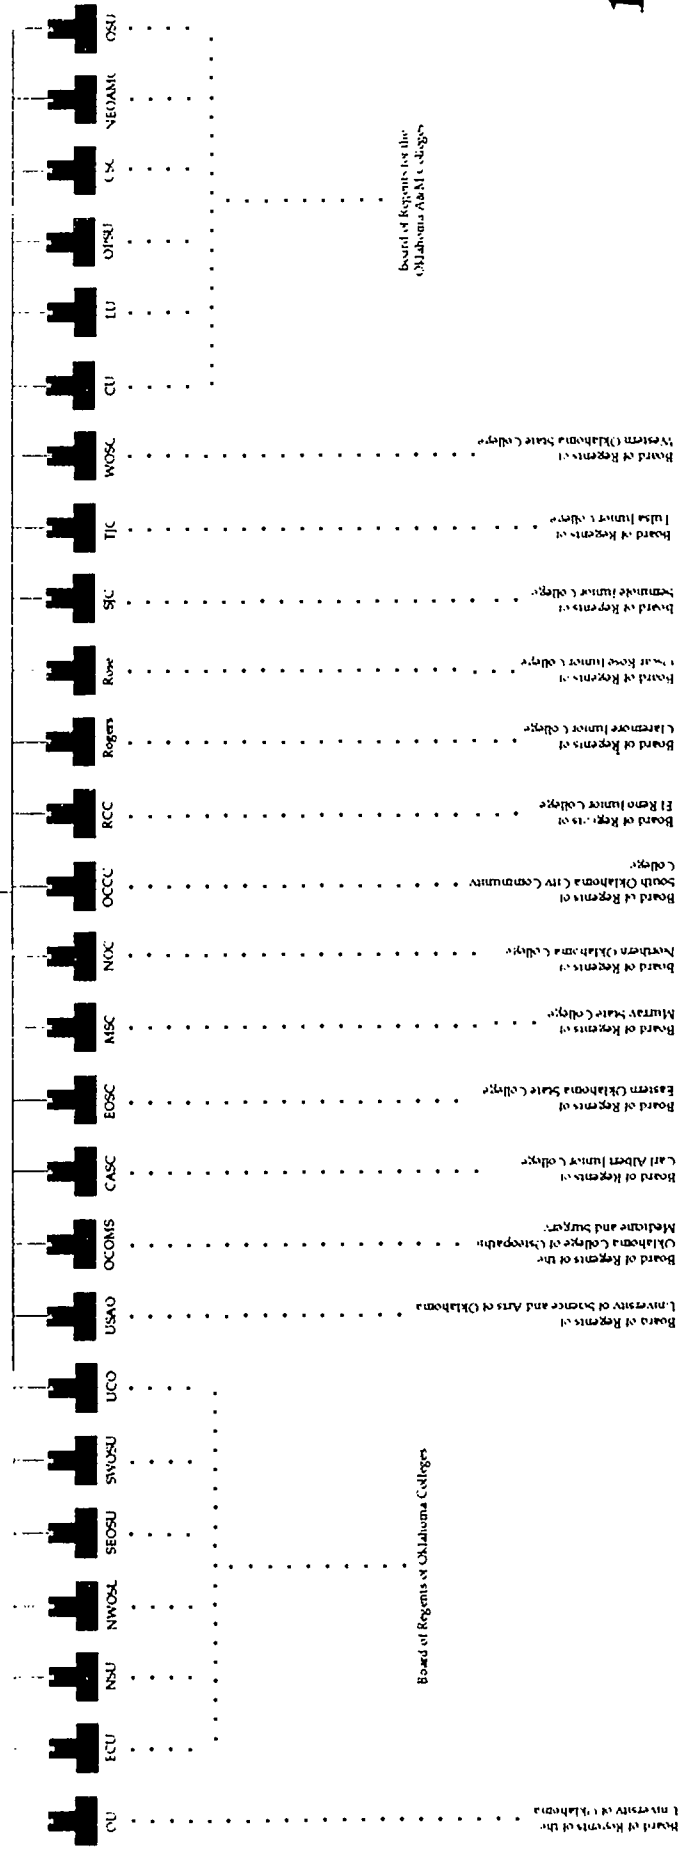 OSU
NEOAMC
CSC
OPSU
LU
CU
WOSC
TJC
SJC
Rose
Rogers
RCC
OCCC
NOC
MSC
EOSC
CASC
OCOMS
USAO
UCO
SWOSU
SEOSU
NWOSU
NSU
ECU
OU
Board of Regents for the
Oklahoma A&M Colleges
Board of Regents of
Western Oklahoma State College
Board of Regents of
Tulsa Junior College
Board of Regents of
Seminole Junior College
Board of Regents of
Oscar Rose Junior College
Board of Regents of
Claremore Junior College
Board of Regents of
El Reno Junior College
Board of Regents of
South Oklahoma City Community
College
Board of Regents of
Northern Oklahoma College
Board of Regents of
Murray State College
Board of Regents of
Eastern Oklahoma State College
Board of Regents of
Carl Albert Junior College
Board of Regents of the
Oklahoma College of Osteopathic
Medicine and Surgery
Board of Regents of
University of Science and Arts of Oklahoma
Board of Regents of Oklahoma Colleges
Board of Regents of the
University of Oklahoma